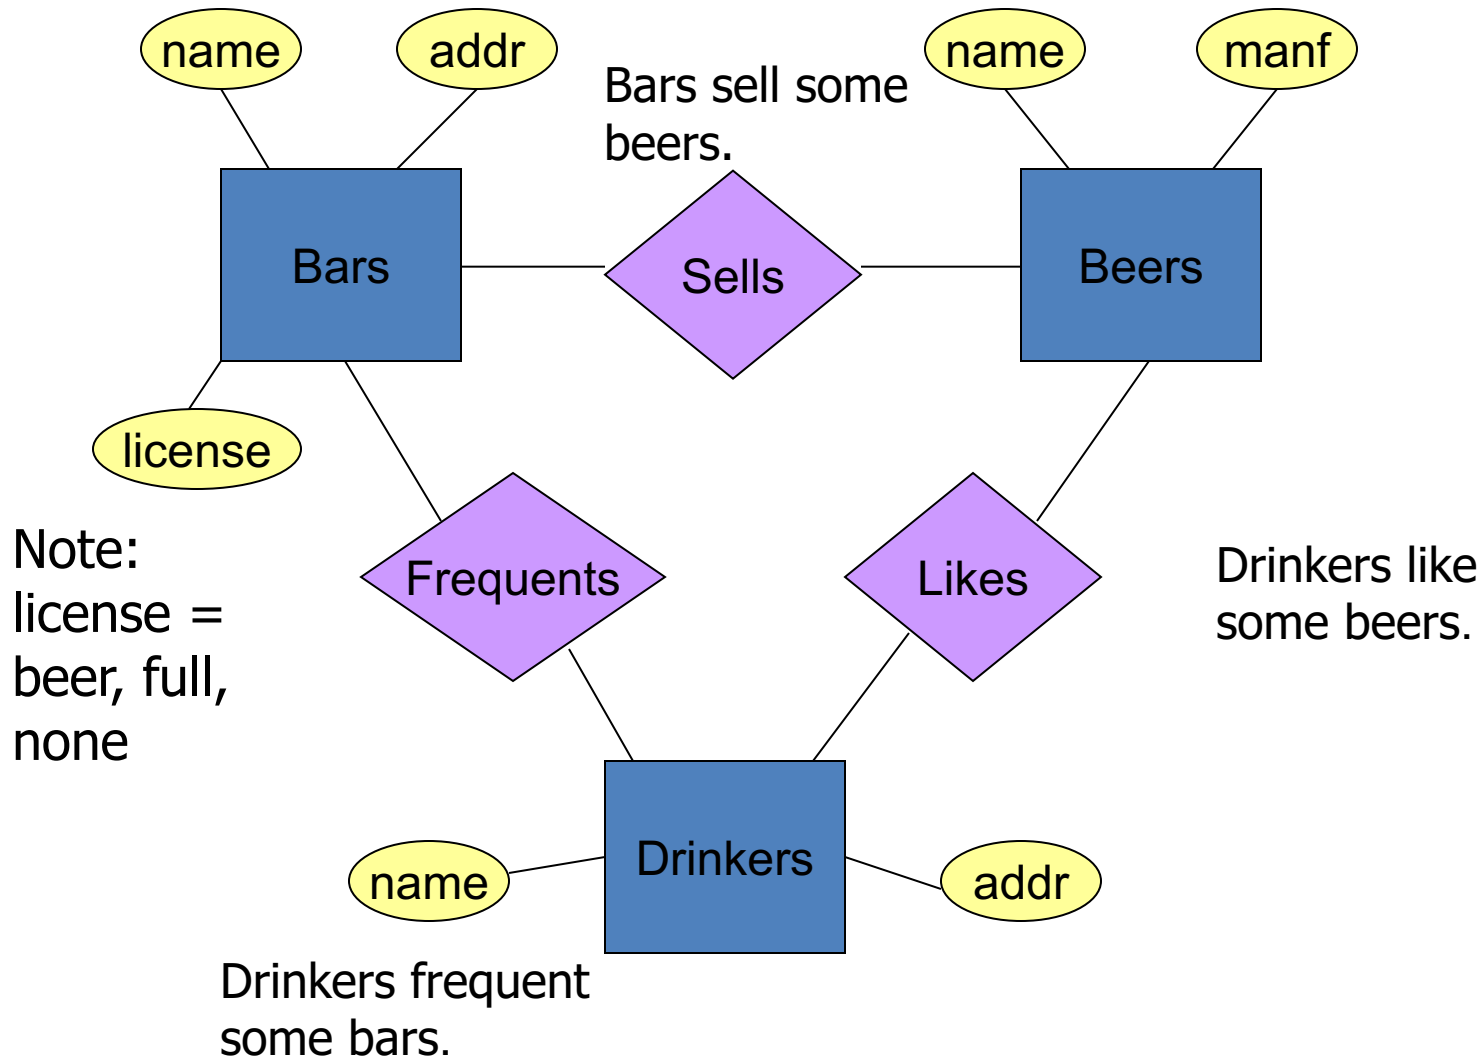 name
addr
name
manf
Bars sell some
beers.
Bars
Sells
Beers
license
Note:
license =
beer, full,
none
Frequents
Likes
Drinkers like
some beers.
Drinkers
name
addr
Drinkers frequent
some bars.